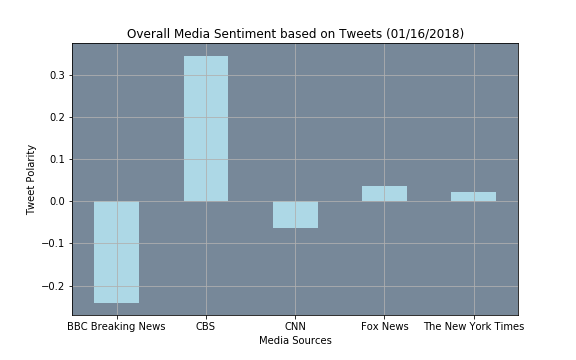 Overall Media Sentiment based on Tweets (01/16/2018)
Tweet Polarity
0.3
0.2
0.1
0.0
−0.1
−0.2
BBC Breaking News
CBS
CNN
Fox News
The New York Times
Media Sources